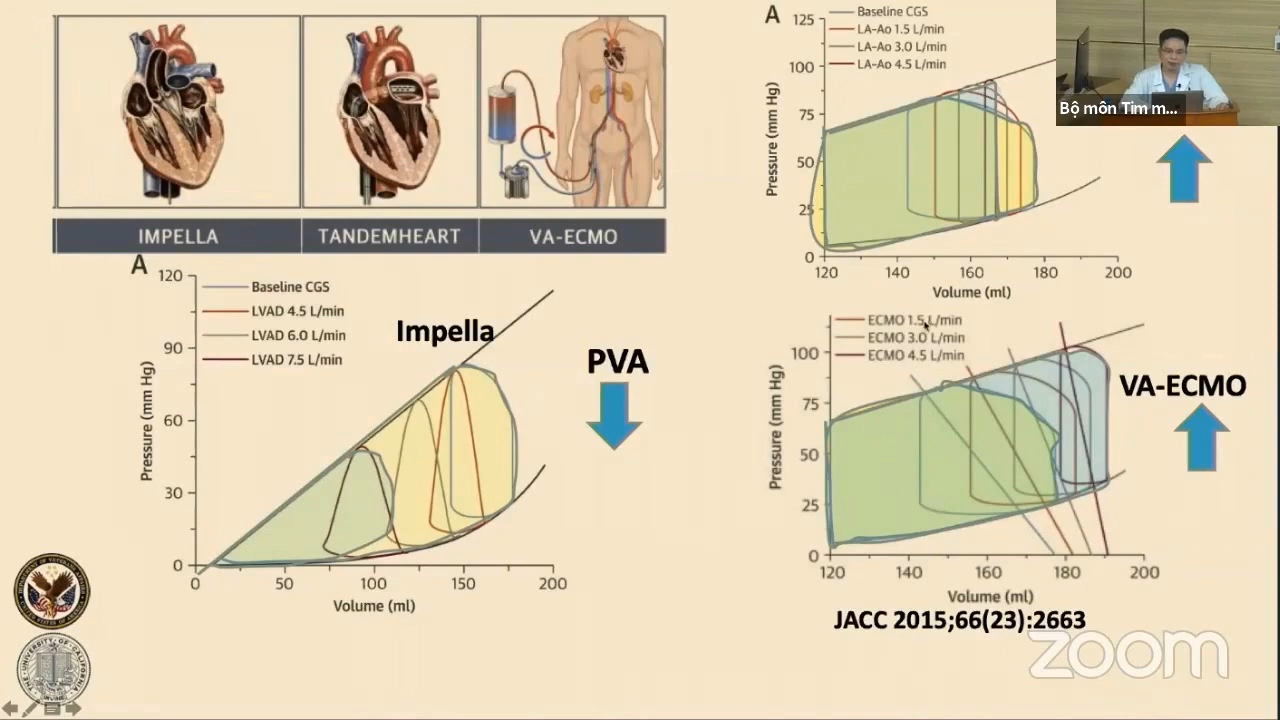 IMPELLA
TANDEMHEART
VA-ECMO
A
120
90
60
30
0
Pressure (mm Hg)
Baseline CGS
LVAD 4.5 L/min
LVAD 6.0 L/min
LVAD 7.5 L/min
Impella
0
50
100
150
200
Volume (ml)
PVA
A
125
100
75
50
25
0
Pressure (mm Hg)
Baseline CGS
LA-Ao 1.5 L/min
LA-Ao 3.0 L/min
LA-Ao 4.5 L/min
120
140
160
180
200
Volume (ml)
Bộ môn Tim m...
ECMO 1.5 L/min
ECMO 3.0 L/min
ECMO 4.5 L/min
100
75
50
25
0
Pressure (mm Hg)
120
140
160
180
200
Volume (ml)
VA-ECMO
JACC 2015;66(23):2663
zoom